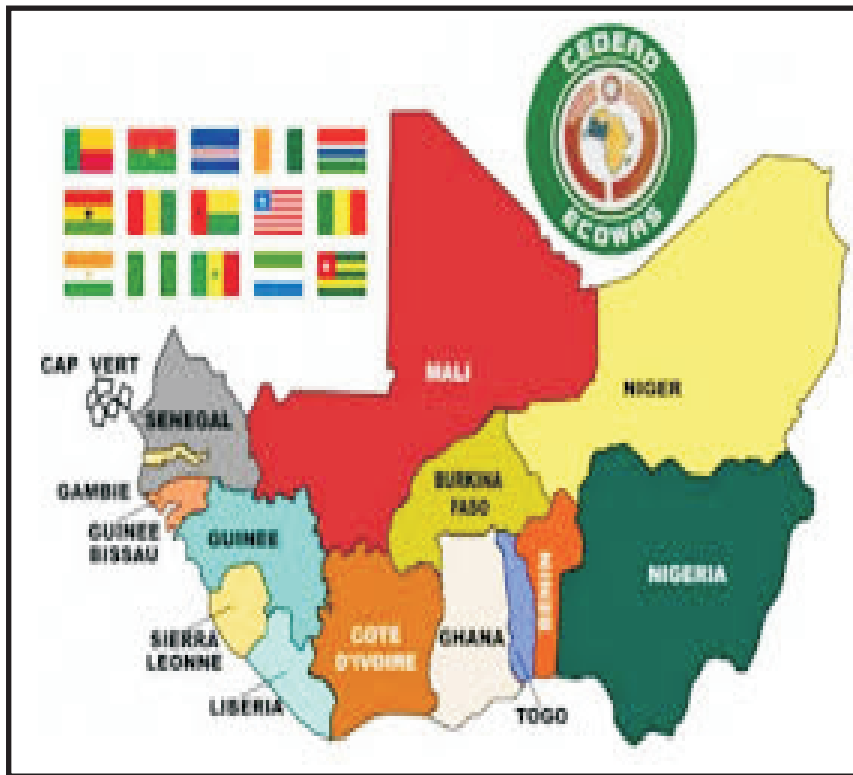 CEDEAO
ECOWAS
CAP VERT
MALI
NIGER
SENEGAL
BURKINA
FASO
GAMBIE
GUINEE
BISSAU
GUINEE
BENIN
NIGERIA
SIERRA
LEONNE
COTE
D'IVOIRE
GHANA
LIBERIA
TOGO